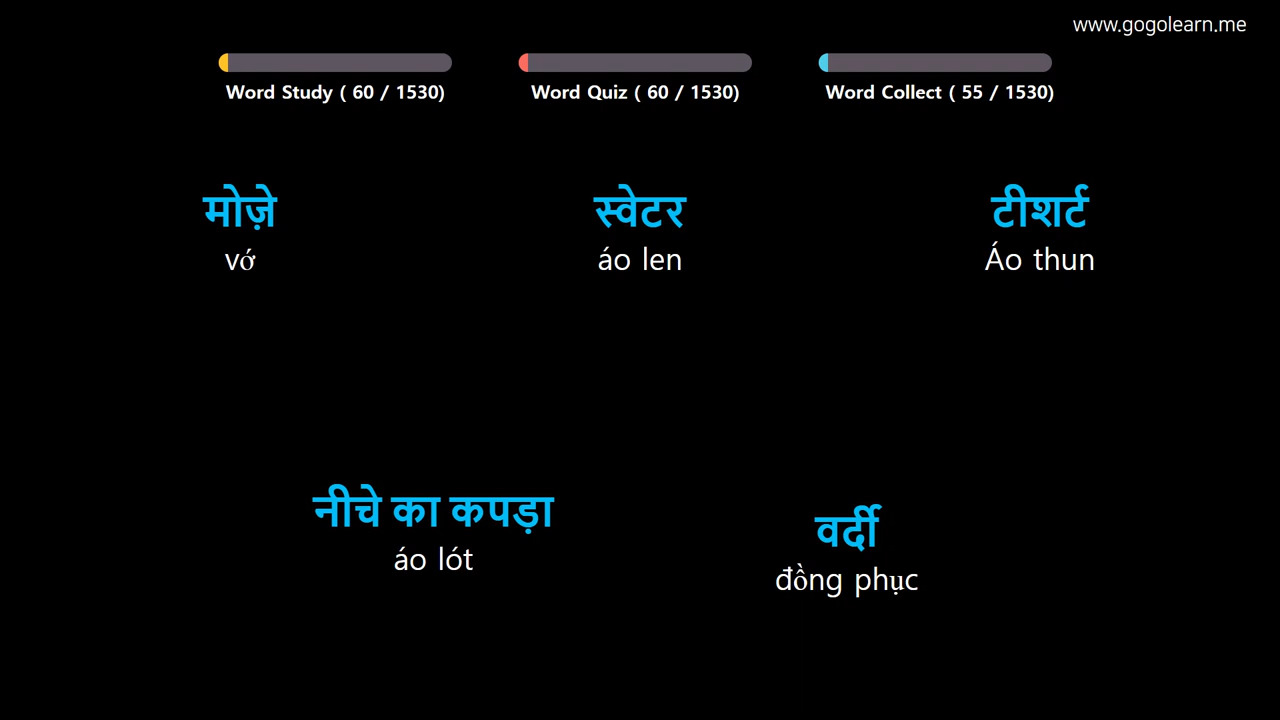 www.gogolearn.me
Word Study ( 60 / 1530)
Word Quiz ( 60 / 1530)
Word Collect ( 55 / 1530)
मोज़े
vớ
स्वेटर
áo len
टीशर्ट
Áo thun
नीचे का कपड़ा
áo lót
वर्दी
đồng phục